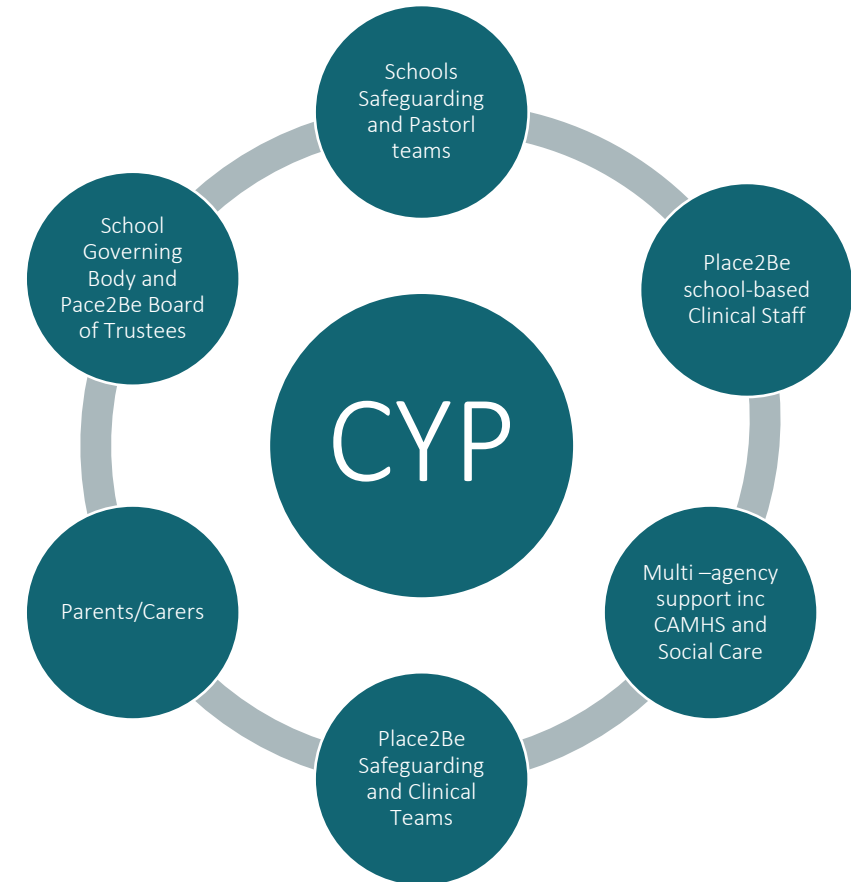 Schools
Safeguarding
and Pastorl
teams
Place2Be
school-based
Clinical Staff
Multi –agency
support inc
CAMHS and
Social Care
Place2Be
Safeguarding
and Clinical
Teams
Parents/Carers
School
Governing
Body and
Pace2Be Board
of Trustees
CYP